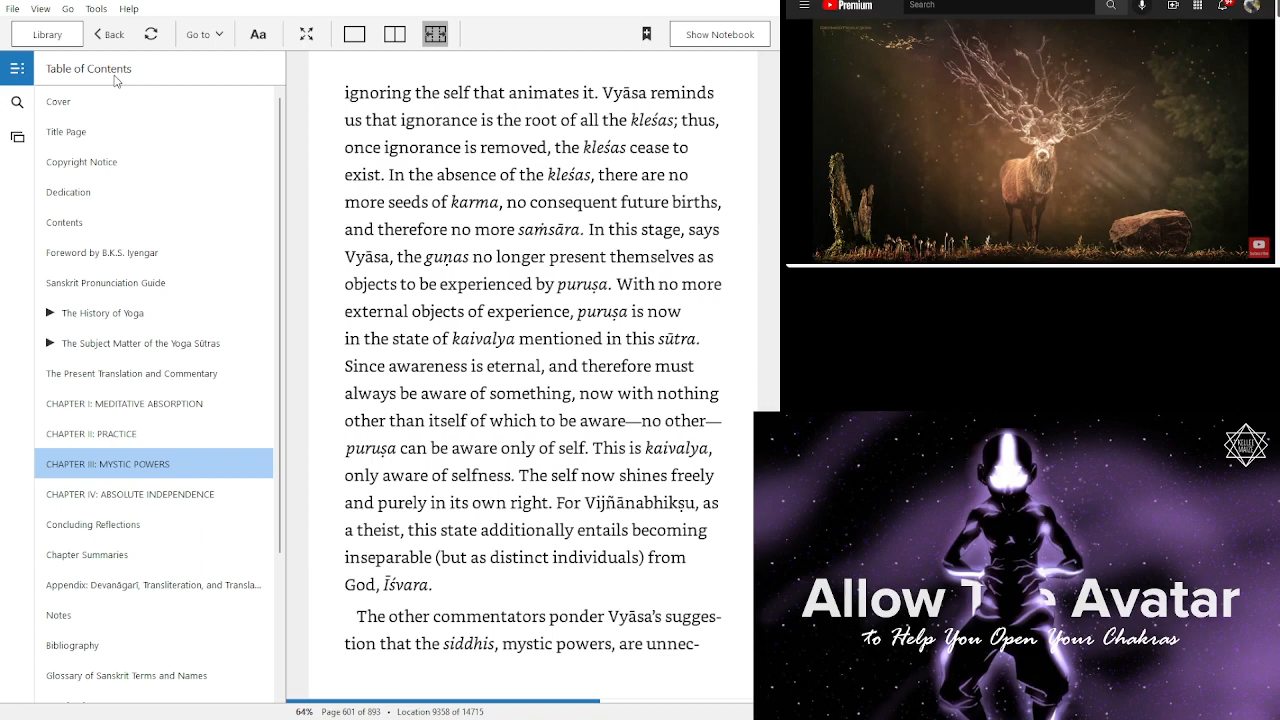 File View Go Tools Help
Library Back Go to Aa Show Notebook
Table of Contents
Cover
Title Page
Copyright Notice
Dedication
Contents
Foreword by B.K.S. Iyengar
Sanskrit Pronunciation Guide
The History of Yoga
The Subject Matter of the Yoga Sūtras
The Present Translation and Commentary
CHAPTER I: MEDITATIVE ABSORPTION
CHAPTER II: PRACTICE
CHAPTER III: MYSTIC POWERS
CHAPTER IV: ABSOLUTE INDEPENDENCE
Concluding Reflections
Chapter Summaries
Appendix: Devanāgarī, Transliteration, and Transla...
Notes
Bibliography
Glossary of Sanskrit Terms and Names
ignoring the self that animates it. Vyāsa reminds
us that ignorance is the root of all the kleśas; thus,
once ignorance is removed, the kleśas cease to
exist. In the absence of the kleśas, there are no
more seeds of karma, no consequent future births,
and therefore no more saṁsāra. In this stage, says
Vyāsa, the guṇas no longer present themselves as
objects to be experienced by puruṣa. With no more
external objects of experience, puruṣa is now
in the state of kaivalya mentioned in this sūtra.
Since awareness is eternal, and therefore must
always be aware of something, now with nothing
other than itself of which to be aware—no other—
puruṣa can be aware only of self. This is kaivalya,
only aware of selfness. The self now shines freely
and purely in its own right. For Vijñānabhikṣu, as
a theist, this state additionally entails becoming
inseparable (but as distinct individuals) from
God, Īśvara.
The other commentators ponder Vyāsa's sugges-
tion that the siddhis, mystic powers, are unnec-
64% Page 601 of 893 • Location 9358 of 14715
Premium Search 9+
Subscribe
Allow T e Avatar
to Help You Open Your Chakras